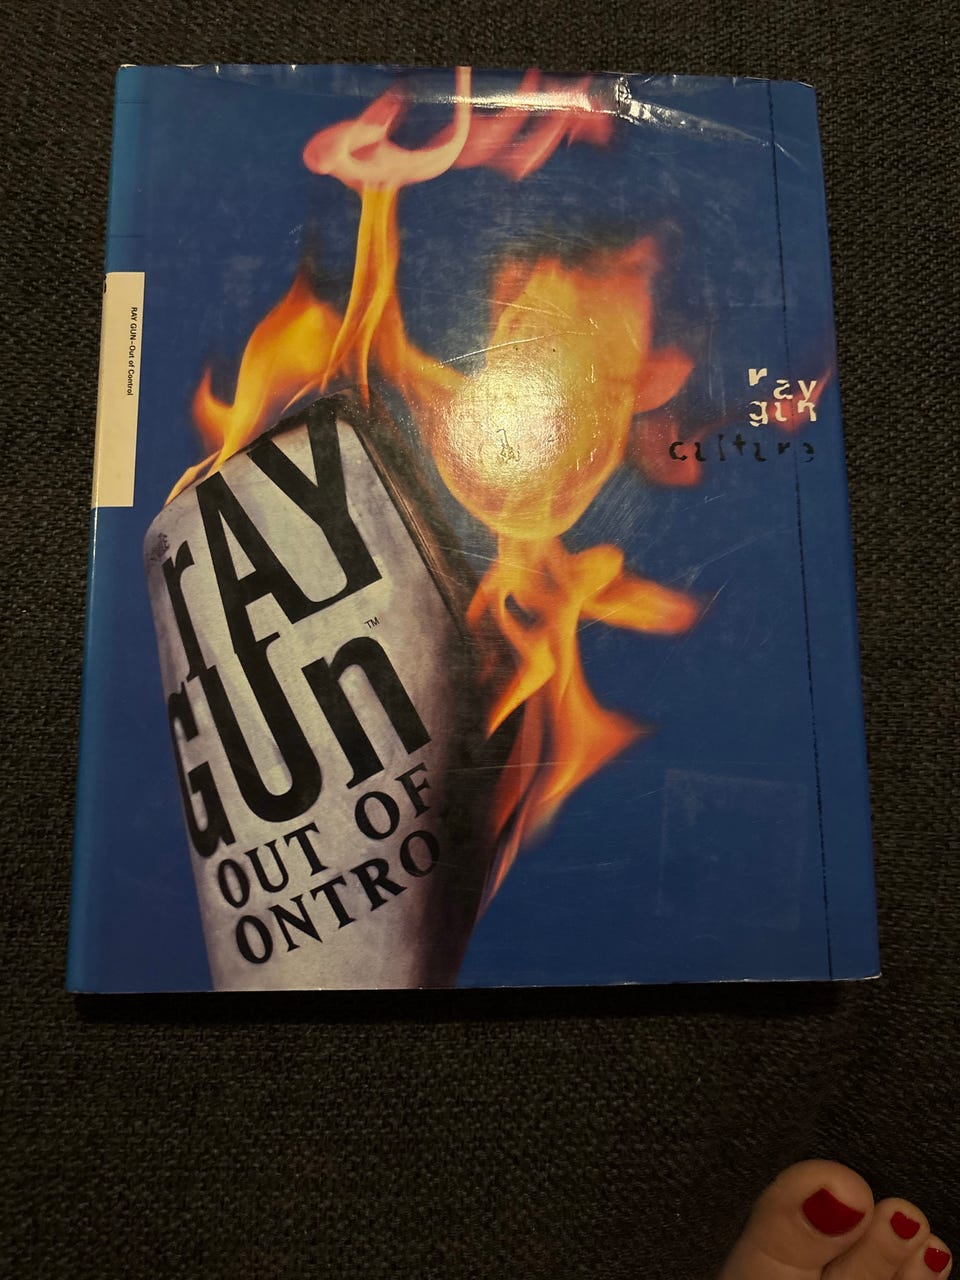 RAY GUN–Out of Control
ray
gun
culture
rAY
GUn
™
OUT OF
ONTRO